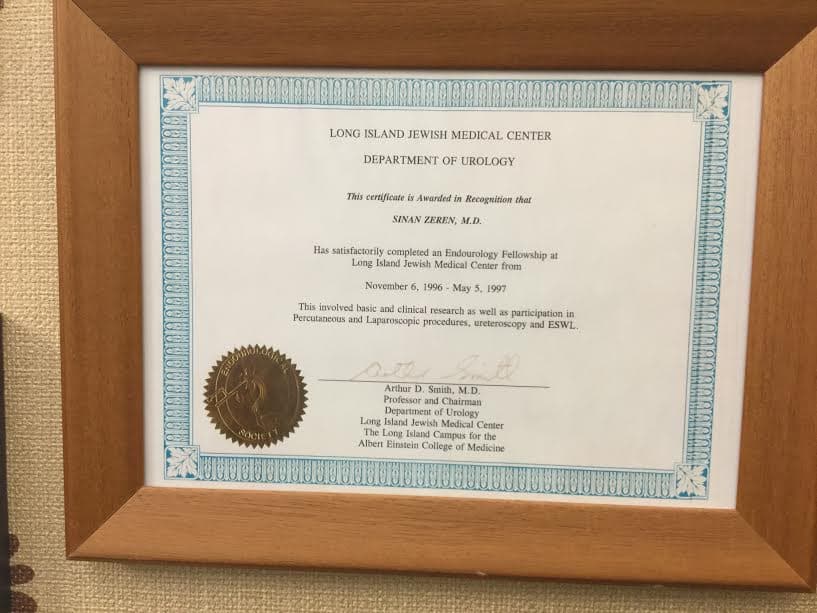 LONG ISLAND JEWISH MEDICAL CENTER
DEPARTMENT OF UROLOGY
This certificate is Awarded in Recognition that
SINAN ZEREN, M.D.
Has satisfactorily completed an Endourology Fellowship at
Long Island Jewish Medical Center from
November 6, 1996 - May 5, 1997
This involved basic and clinical research as well as participation in
Percutaneous and Laparoscopic procedures, ureteroscopy and ESWL.
Arthur D. Smith, M.D.
Professor and Chairman
Department of Urology
Long Island Jewish Medical Center
The Long Island Campus for the
Albert Einstein College of Medicine
SOCIETY